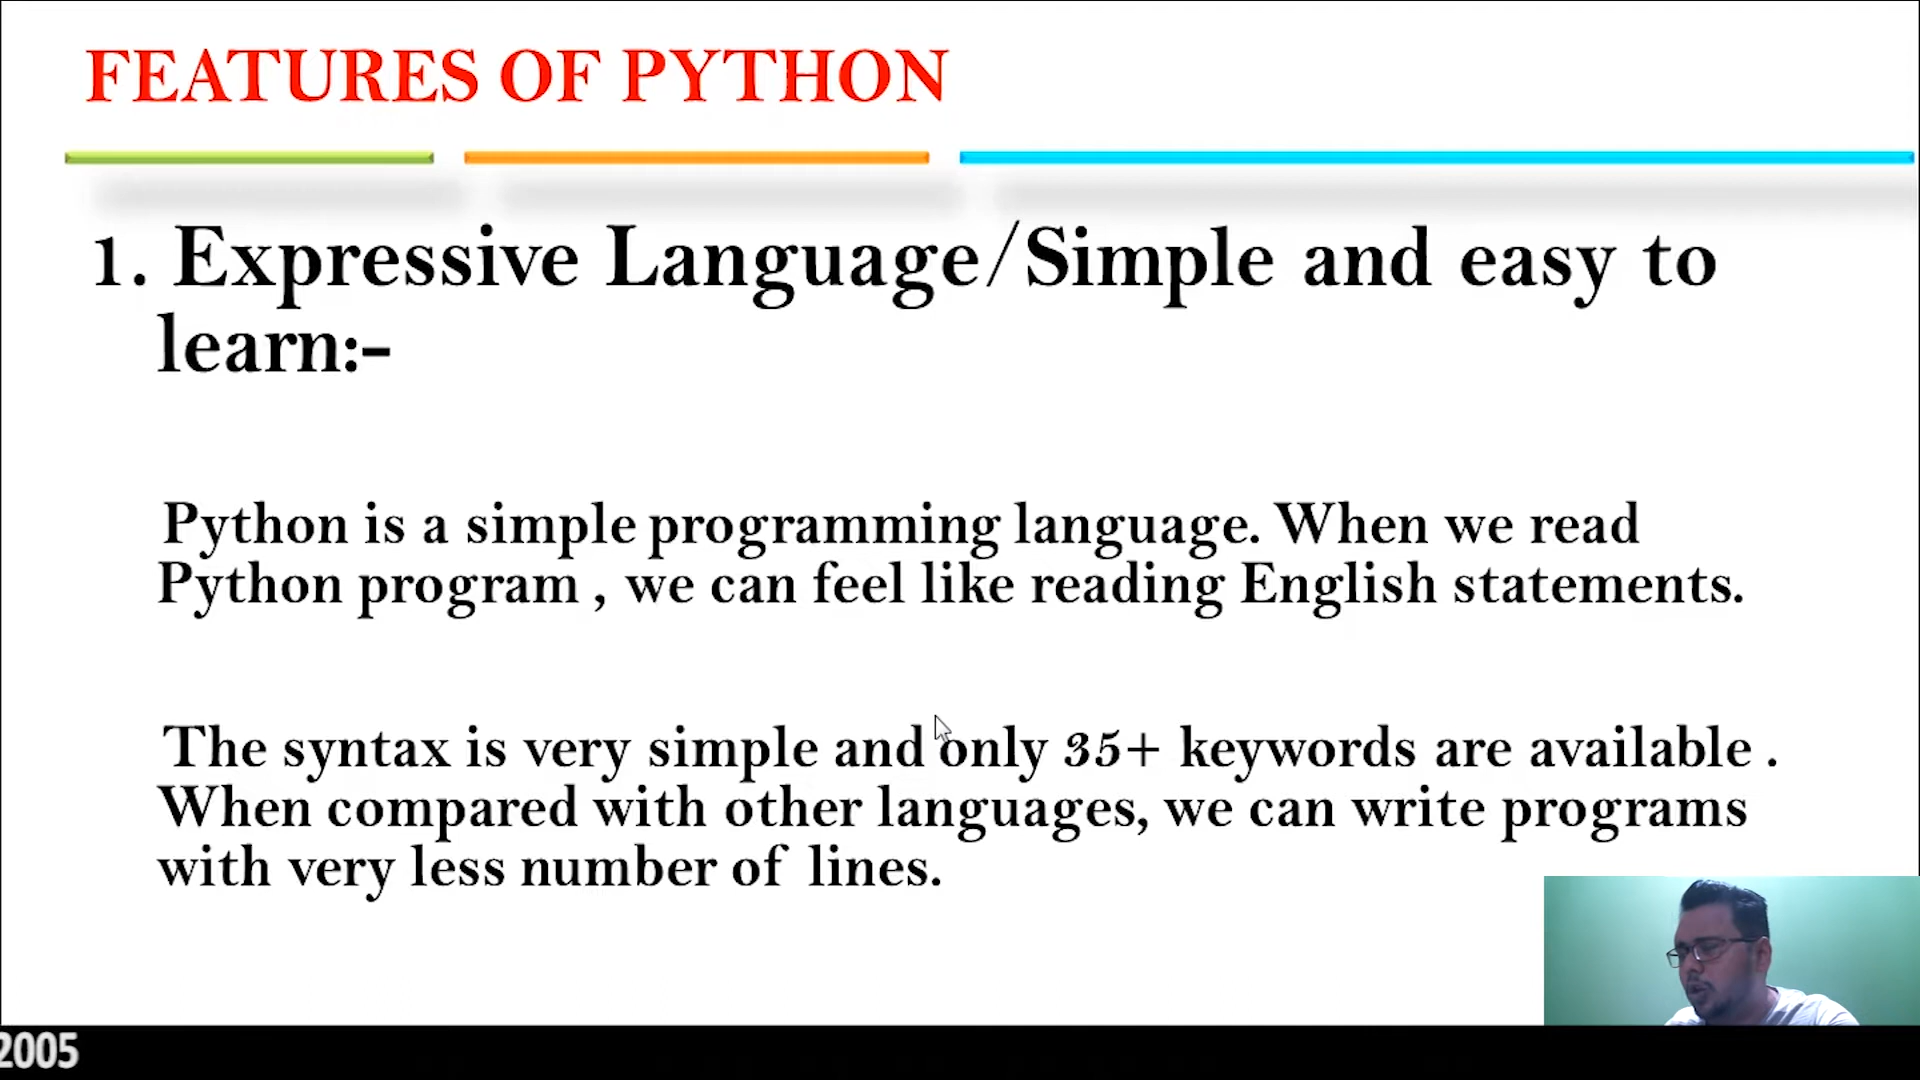 FEATURES OF PYTHON
1. Expressive Language/Simple and easy to
learn:-
Python is a simple programming language. When we read
Python program , we can feel like reading English statements.
The syntax is very simple and only 35+ keywords are available .
When compared with other languages, we can write programs
with very less number of lines.
2005